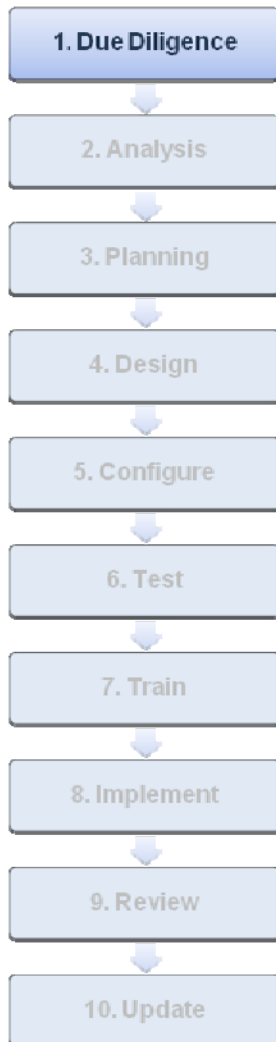 1. Due Diligence
2. Analysis
3. Planning
4. Design
5. Configure
6. Test
7. Train
8. Implement
9. Review
10. Update